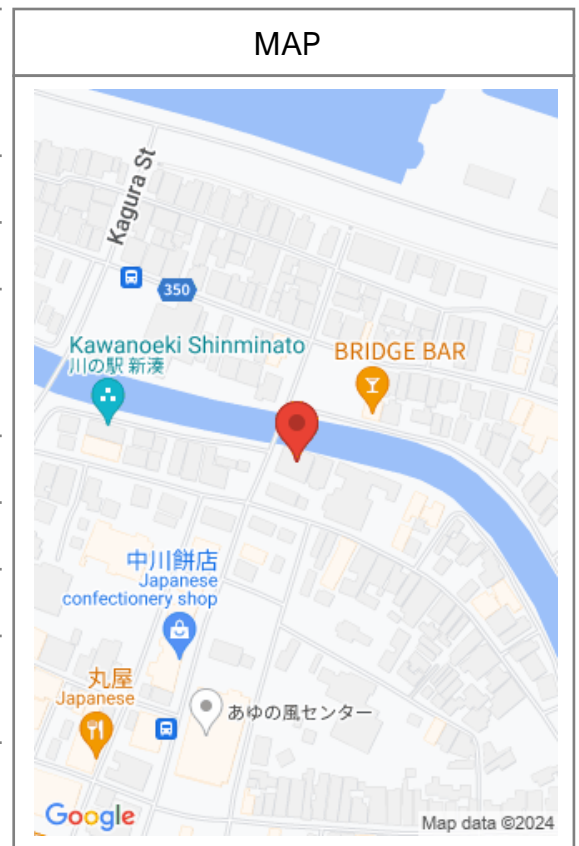 MAP
Kagura St
350
Kawanoeki Shinminato
川の駅 新湊
BRIDGE BAR
中川餅店
Japanese
confectionery shop
丸屋
Japanese
あゆの風センター
Google
Map data ©2024